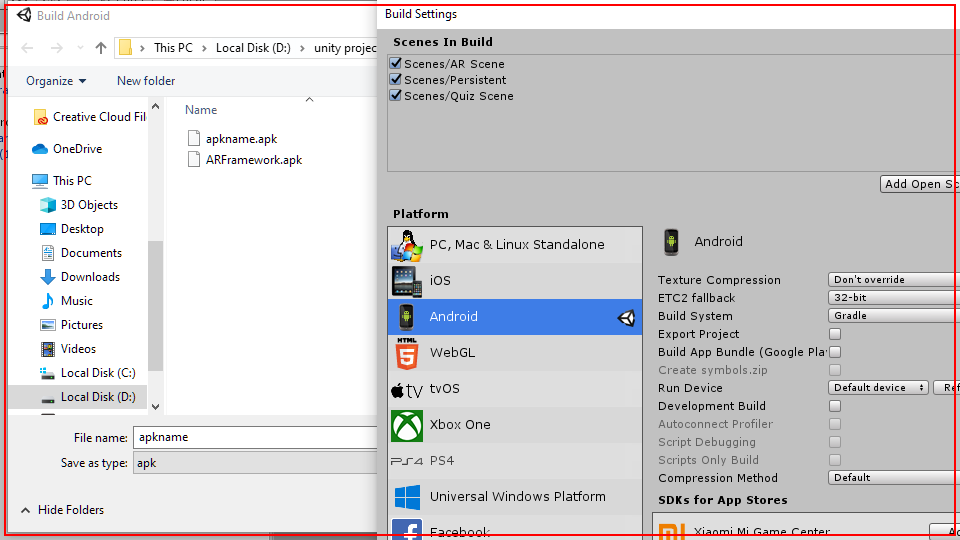 Build Android
This PC > Local Disk (D:) > unity projec
Organize
New folder
Creative Cloud Fil
OneDrive
This PC
3D Objects
Desktop
Documents
Downloads
Music
Pictures
Videos
Local Disk (C:)
Local Disk (D:)
Name
apkname.apk
ARFramework.apk
File name: apkname
Save as type: apk
Hide Folders
Build Settings
Scenes In Build
Scenes/AR Scene
Scenes/Persistent
Scenes/Quiz Scene
Add Open Sc
Platform
PC, Mac & Linux Standalone
iOS
Android
HTML
5
WebGL
tv tvOS
Xbox One
PS4 PS4
Universal Windows Platform
Facebook
Android
Texture Compression Don't override
ETC2 fallback 32-bit
Build System Gradle
Export Project
Build App Bundle (Google Pla
Create symbols.zip
Run Device Default device Ref
Development Build
Autoconnect Profiler
Script Debugging
Scripts Only Build
Compression Method Default
SDKs for App Stores
Xiaomi Mi Game Center